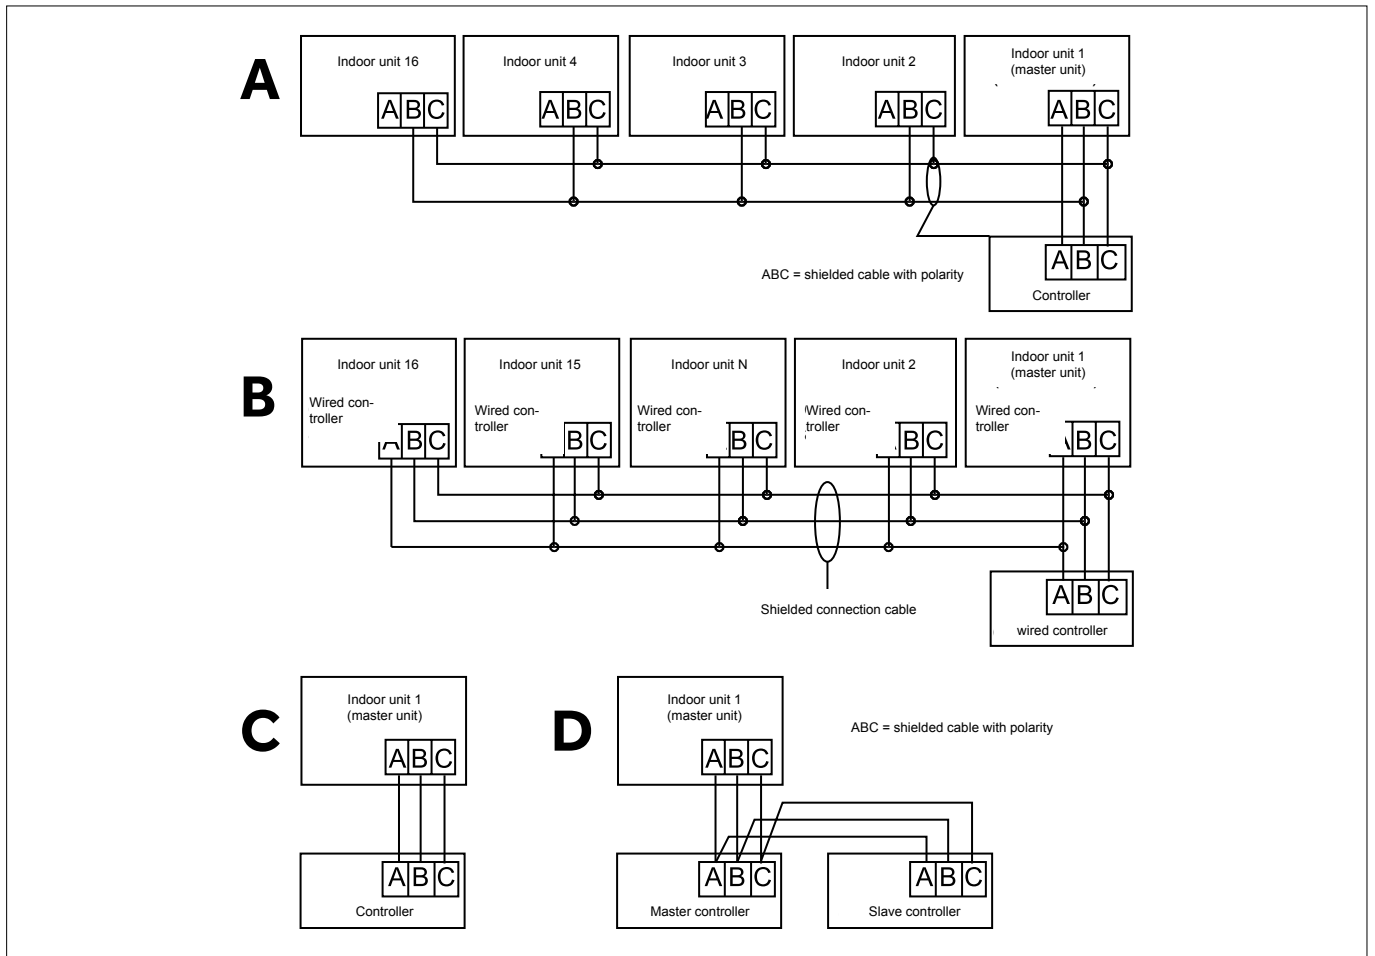 A
Indoor unit 16
Indoor unit 4
Indoor unit 3
Indoor unit 2
Indoor unit 1
(master unit)
A B C
A B C
A B C
A B C
A B C
A B C
ABC = shielded cable with polarity
Controller
B
Indoor unit 16
Indoor unit 15
Indoor unit N
Indoor unit 2
Indoor unit 1
(master unit)
Wired con-
troller
Wired con-
troller
Wired con-
troller
Wired con-
troller
Wired con-
troller
B C
B C
B C
B C
B C
A B C
Shielded connection cable
wired controller
C
Indoor unit 1
(master unit)
A B C
A B C
Controller
D
Indoor unit 1
(master unit)
ABC = shielded cable with polarity
A B C
A B C
A B C
Master controller
Slave controller